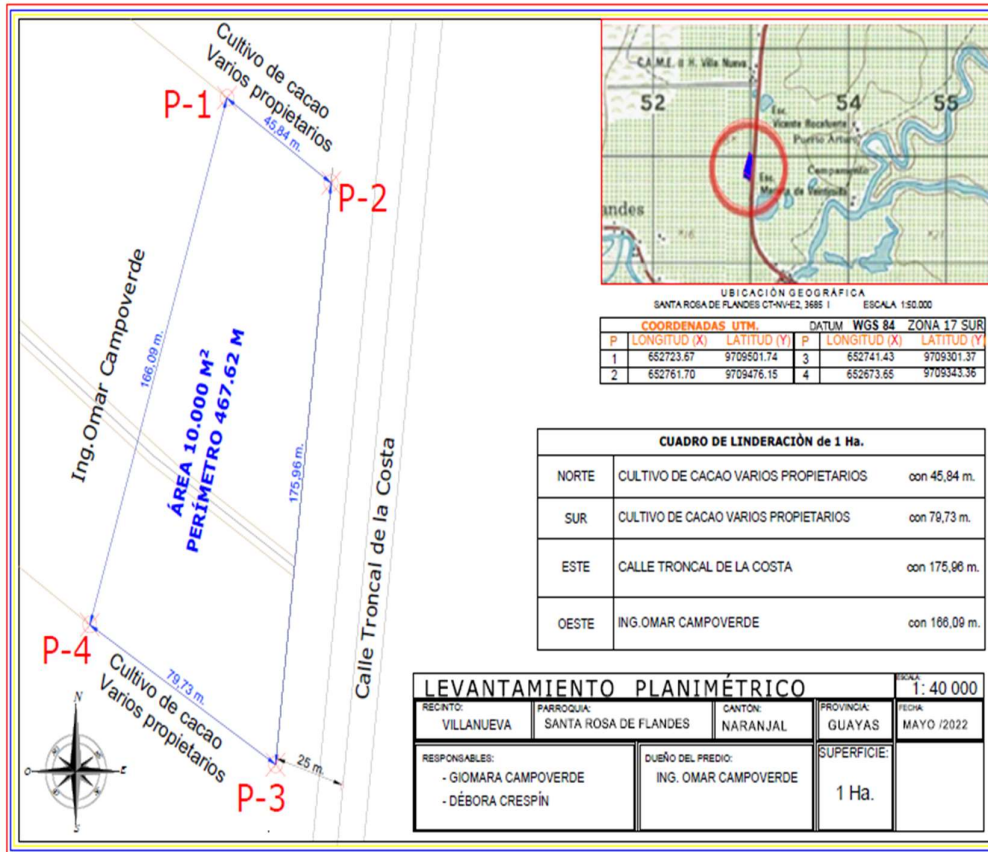 Cultivo de cacao
Varios propietarios
P-1
45,84 m.
P-2
Ing.Omar Campoverde
166,09 m.
ÁREA 10.000 M²
PERÍMETRO 467.62 M
175,96 m.
Calle Troncal de la Costa
P-4
79,73 m.
Cultivo de cacao
Varios propietarios
P-3
25 m.
N
O
E
S
C.A.M.E. o H. Villa Nueva
52
54
55
Esc.
Vicente Rocafuerte
Puerto Arturo
Campamento
Esc.
andes
UBICACIÓN GEOGRÁFICA
SANTA ROSA DE FLANDES CT-NV-E2, 3685 I ESCALA 1:50.000
COORDENADAS UTM. DATUM WGS 84 ZONA 17 SUR
P LONGITUD (X) LATITUD (Y) P LONGITUD (X) LATITUD (Y)
1 652723.67 9709501.74 3 652741.43 9709301.37
2 652761.70 9709476.15 4 652673.65 9709343.36
CUADRO DE LINDERACIÒN de 1 Ha.
NORTE CULTIVO DE CACAO VARIOS PROPIETARIOS con 45,84 m.
SUR CULTIVO DE CACAO VARIOS PROPIETARIOS con 79,73 m.
ESTE CALLE TRONCAL DE LA COSTA con 175,96 m.
OESTE ING.OMAR CAMPOVERDE con 166,09 m.
LEVANTAMIENTO PLANIMÉTRICO
ESCALA:
1: 40 000
RECINTO:
VILLANUEVA
PARROQUIA:
SANTA ROSA DE FLANDES
CANTÓN:
NARANJAL
PROVINCIA:
GUAYAS
FECHA
MAYO /2022
RESPONSABLES:
- GIOMARA CAMPOVERDE
- DÉBORA CRESPÍN
DUEÑO DEL PREDIO:
ING. OMAR CAMPOVERDE
SUPERFICIE:
1 Ha.